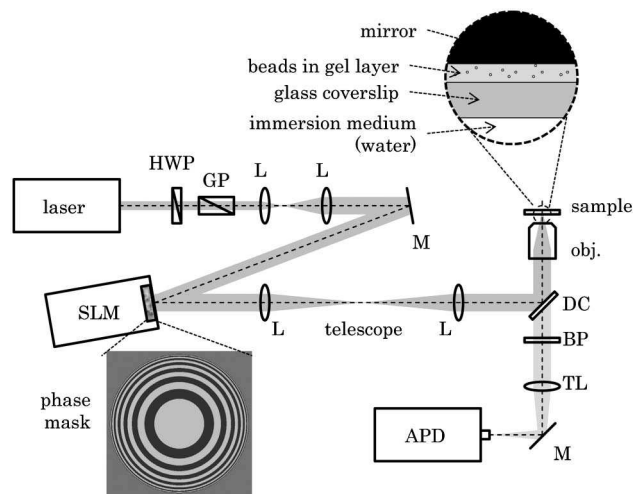 mirror
beads in gel layer
glass coverslip
immersion medium
(water)
HWP
GP
L
L
laser
sample
M
obj.
SLM
DC
L
telescope
L
BP
phase
mask
TL
APD
M